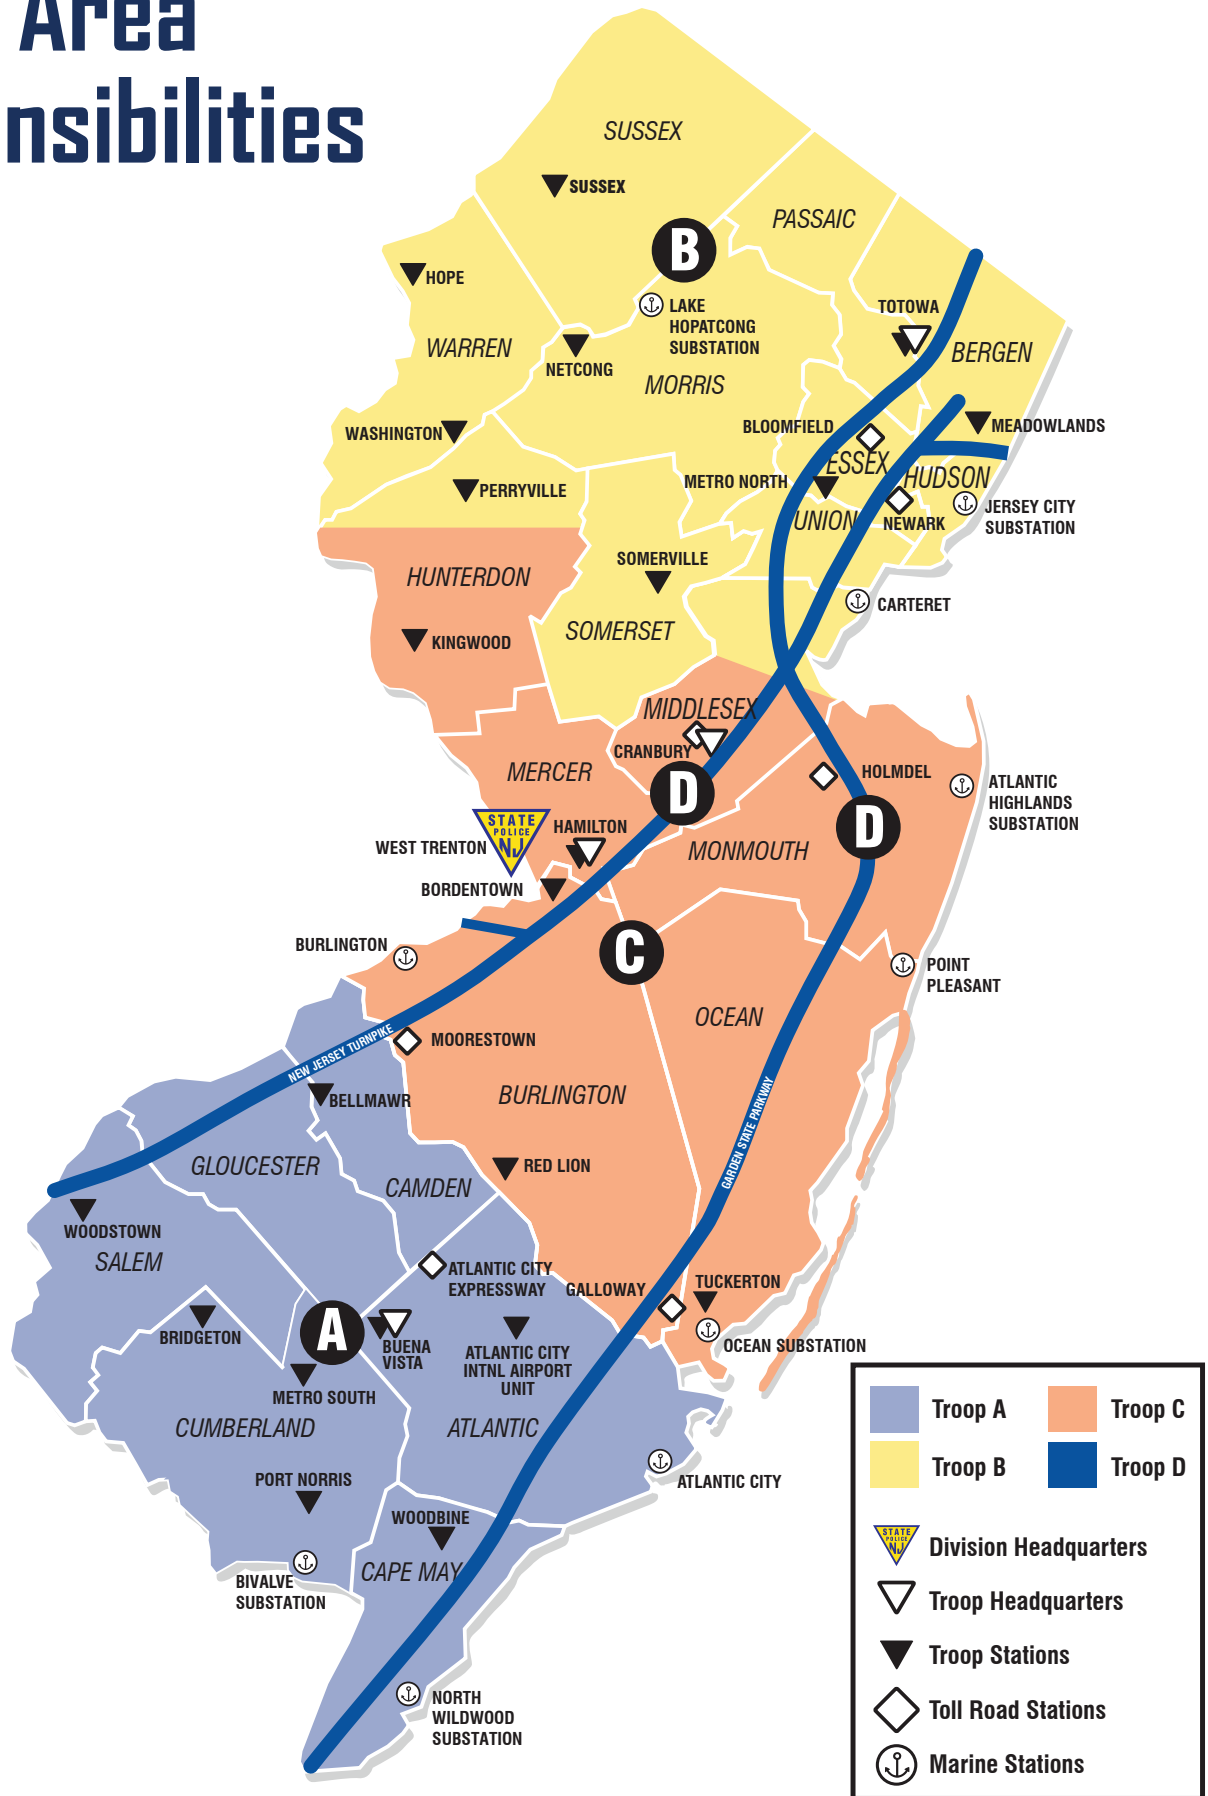 Area
nsibilities
SUSSEX
SUSSEX
PASSAIC
B
HOPE
LAKE
HOPATCONG
SUBSTATION
TOTOWA
WARREN
BERGEN
NETCONG
MORRIS
WASHINGTON
BLOOMFIELD
MEADOWLANDS
ESSEX
HUDSON
METRO NORTH
PERRYVILLE
UNION
NEWARK
JERSEY CITY
SUBSTATION
SOMERVILLE
HUNTERDON
CARTERET
SOMERSET
KINGWOOD
MIDDLESEX
CRANBURY
MERCER
HOLMDEL
D
ATLANTIC
HIGHLANDS
SUBSTATION
STATE
POLICE
NJ
D
HAMILTON
WEST TRENTON
MONMOUTH
BORDENTOWN
BURLINGTON
C
POINT
PLEASANT
OCEAN
NEW JERSEY TURNPIKE
MOORESTOWN
BELLMAWR
BURLINGTON
GARDEN STATE PARKWAY
GLOUCESTER
RED LION
CAMDEN
WOODSTOWN
SALEM
ATLANTIC CITY
EXPRESSWAY
GALLOWAY
TUCKERTON
BRIDGETON
A
BUENA
VISTA
ATLANTIC CITY
INTNL AIRPORT
UNIT
OCEAN SUBSTATION
METRO SOUTH
CUMBERLAND
ATLANTIC
PORT NORRIS
ATLANTIC CITY
WOODBINE
CAPE MAY
BIVALVE
SUBSTATION
NORTH
WILDWOOD
SUBSTATION
Troop A
Troop C
Troop B
Troop D
STATE
POLICE
NJ
Division Headquarters
Troop Headquarters
Troop Stations
Toll Road Stations
Marine Stations